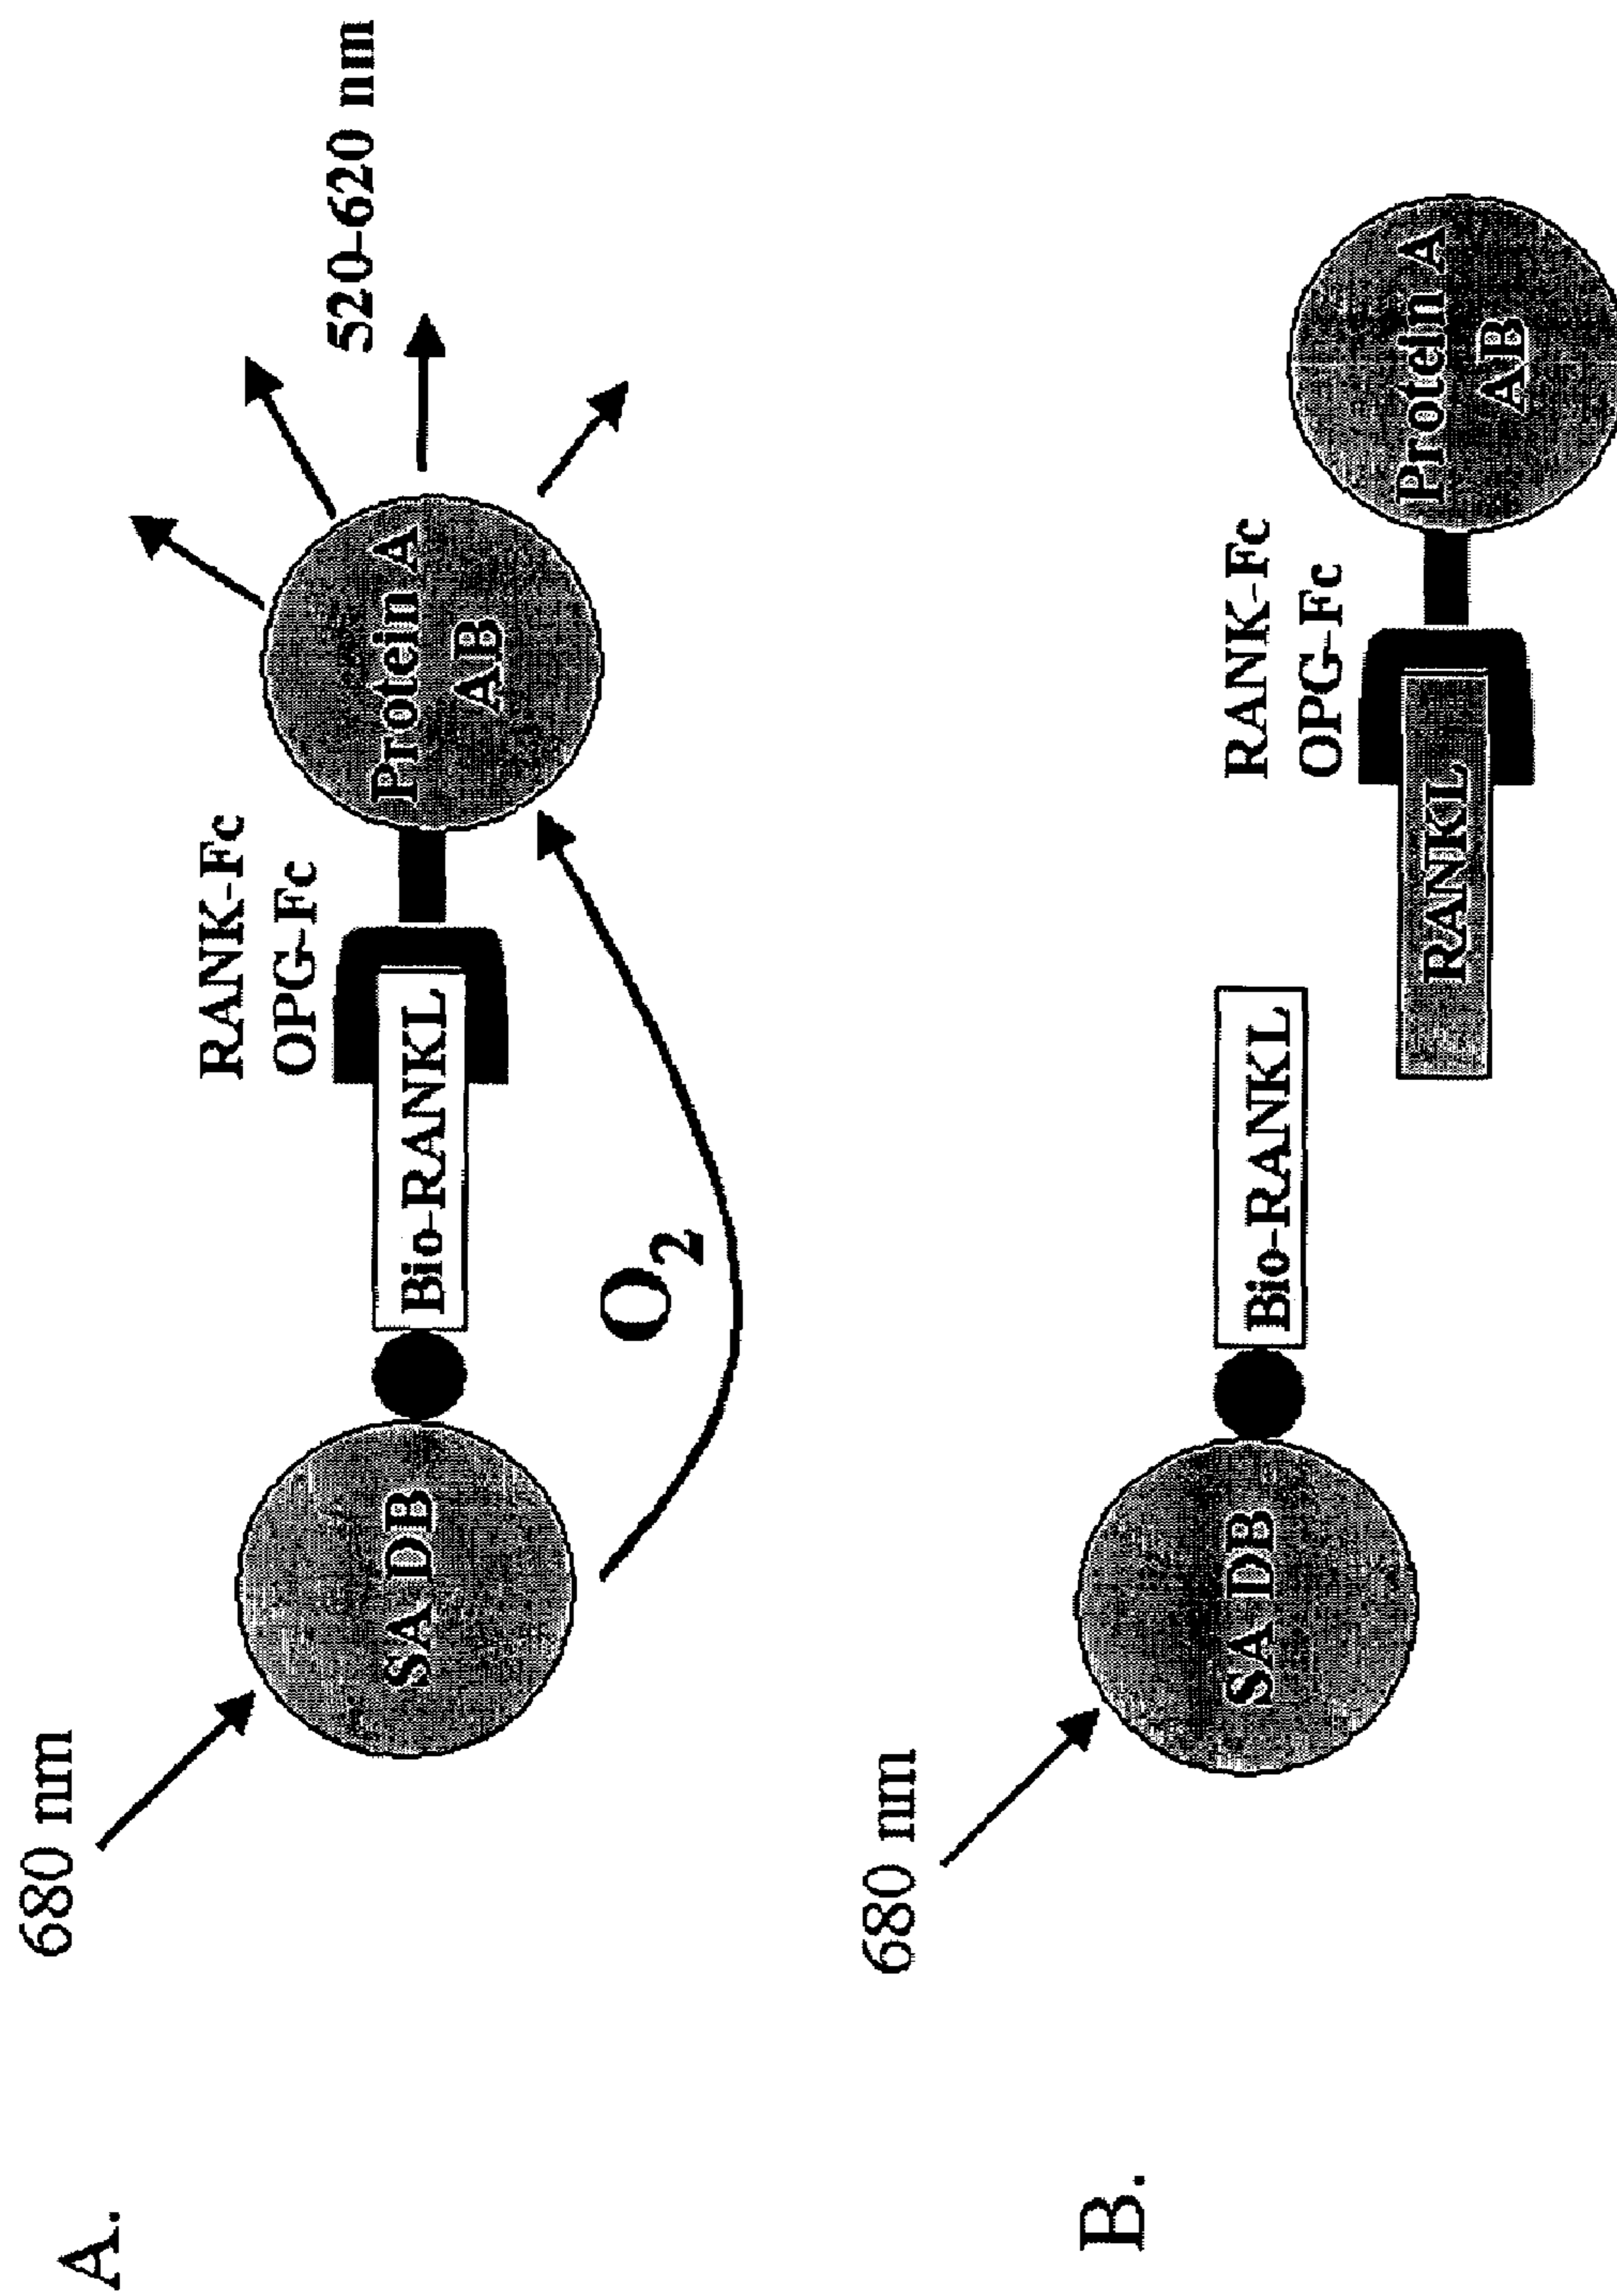 A.
680 nm
SA DB
Bio-RANKL
RANK-Fc
OPG-Fc
Protein A
AB
520-620 nm
O2
B.
680 nm
SA DB
Bio-RANKL
RANKL
RANK-Fc
OPG-Fc
Protein A
AB